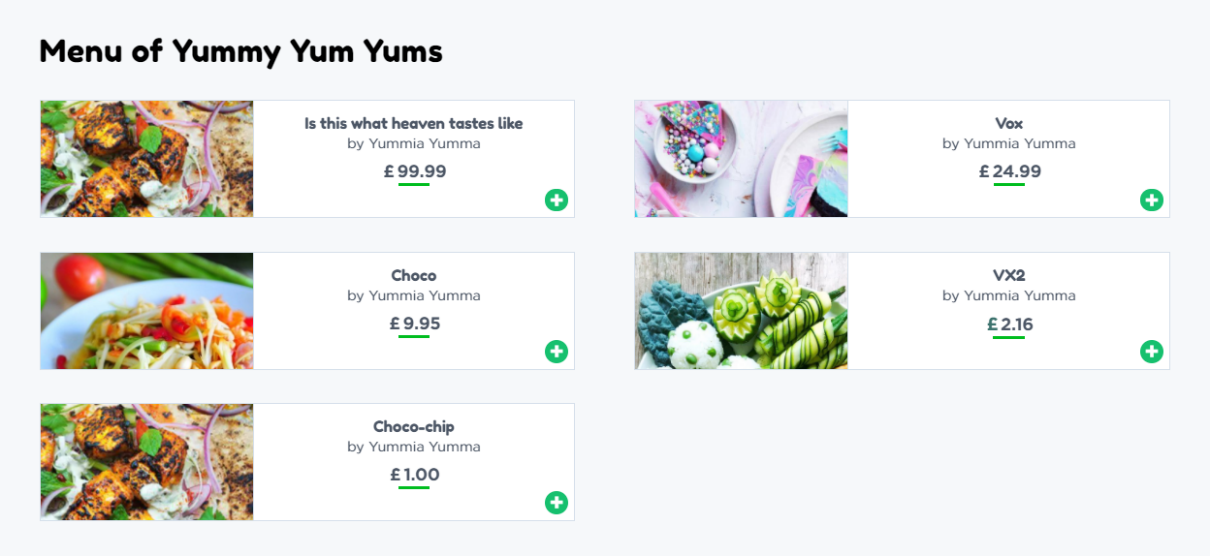 Menu of Yummy Yum Yums
Is this what heaven tastes like
by Yummia Yumma
£ 99.99
Vox
by Yummia Yumma
£ 24.99
Choco
by Yummia Yumma
£ 9.95
VX2
by Yummia Yumma
£ 2.16
Choco-chip
by Yummia Yumma
£ 1.00